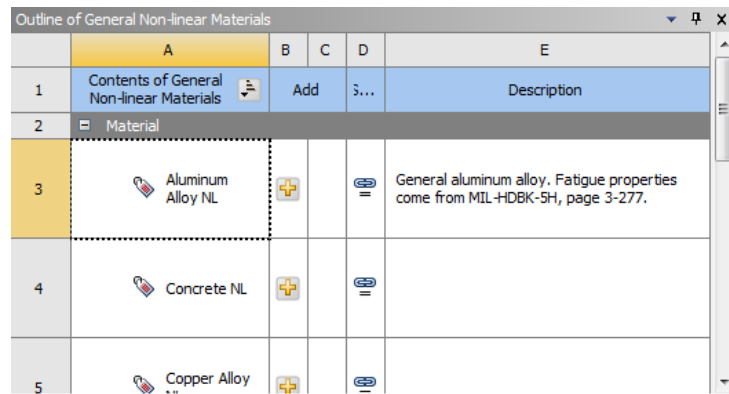 Outline of General Non-linear Materials
A B C D E
1 Contents of General Non-linear Materials Add S... Description
2 Material
3 Aluminum Alloy NL General aluminum alloy. Fatigue properties come from MIL-HDBK-5H, page 3-277.
4 Concrete NL
5 Copper Alloy